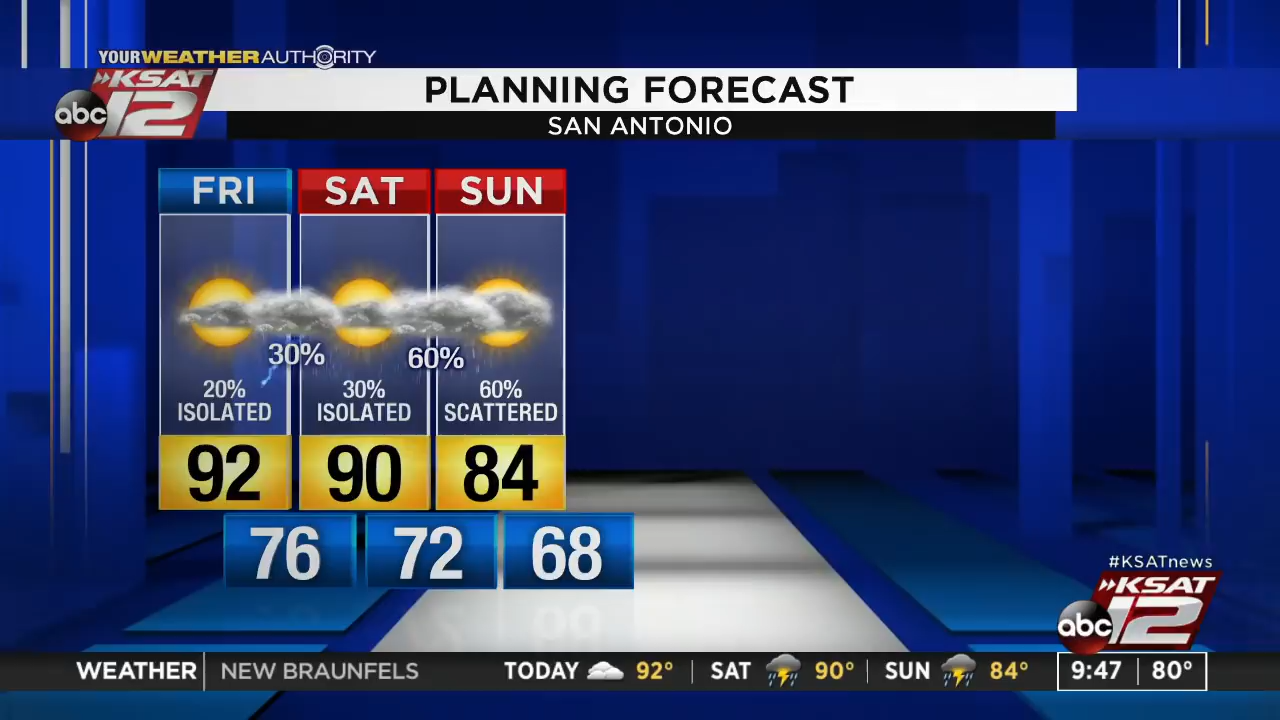 YOURWEATHERAUTHORITY
KSAT
abc 12
PLANNING FORECAST
SAN ANTONIO
FRI SAT SUN
30% 60%
20% 30% 60%
ISOLATED ISOLATED SCATTERED
92 90 84
76 72 68
#KSATnews
KSAT
abc 12
WEATHER NEW BRAUNFELS TODAY 92° SAT 90° SUN 84° 9:47 80°